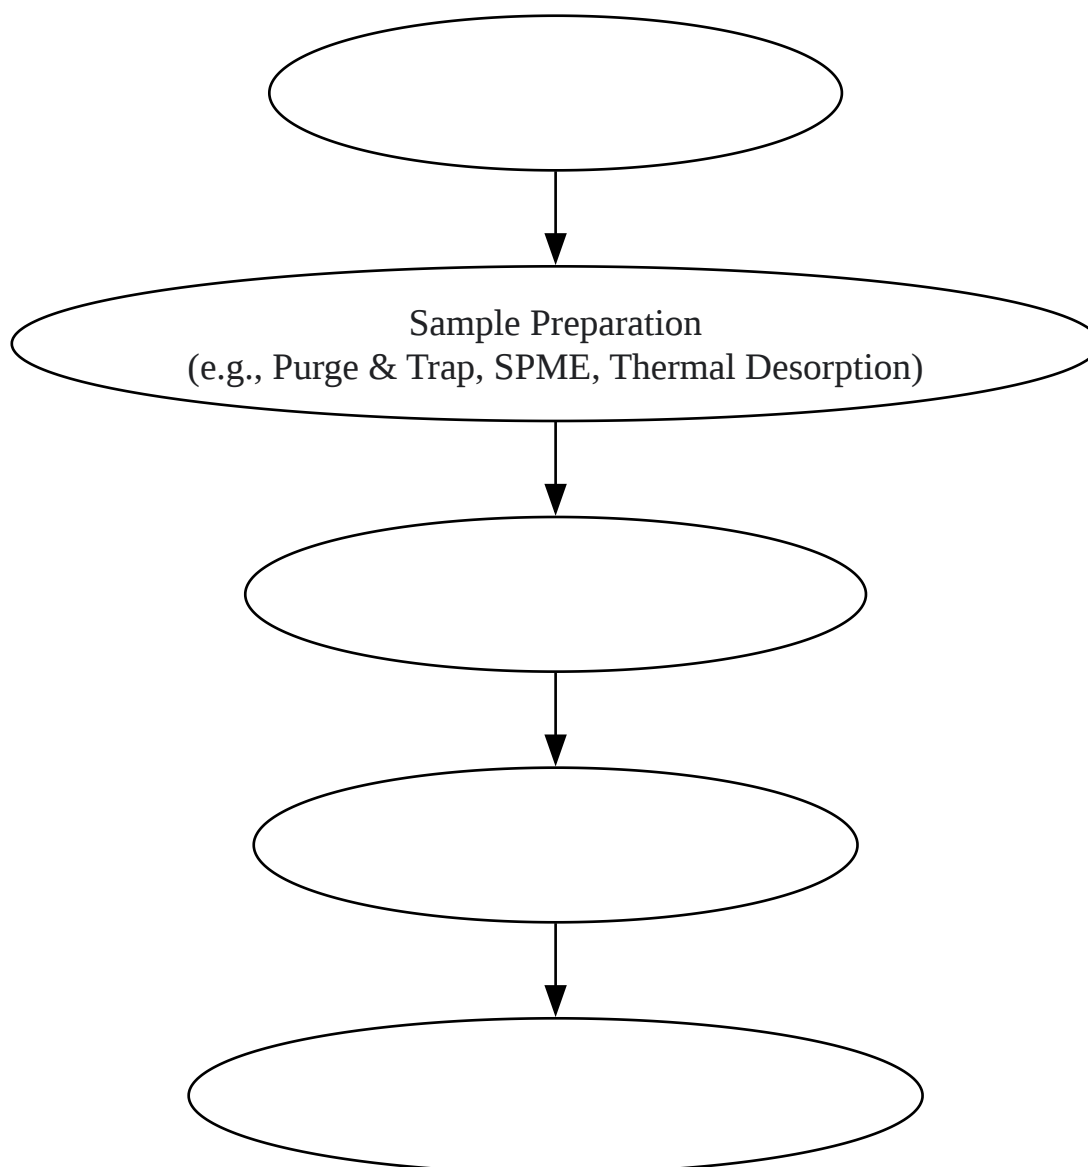 Sample Preparation
(e.g., Purge & Trap, SPME, Thermal Desorption)